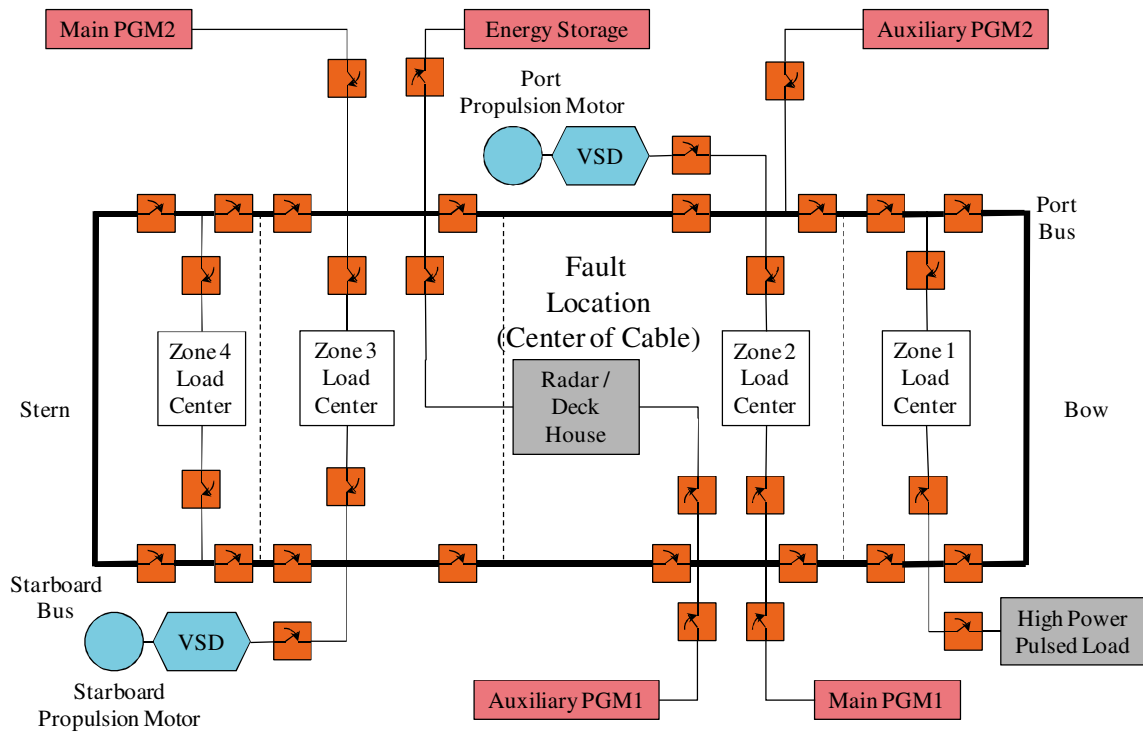 Main PGM2
Energy Storage
Auxiliary PGM2
Port
Propulsion Motor
VSD
Port
Bus
Fault
Location
(Center of Cable)
Zone 4
Load
Center
Zone 3
Load
Center
Radar /
Deck
House
Zone 2
Load
Center
Zone 1
Load
Center
Stern
Bow
Starboard
Bus
VSD
Starboard
Propulsion Motor
High Power
Pulsed Load
Auxiliary PGM1
Main PGM1